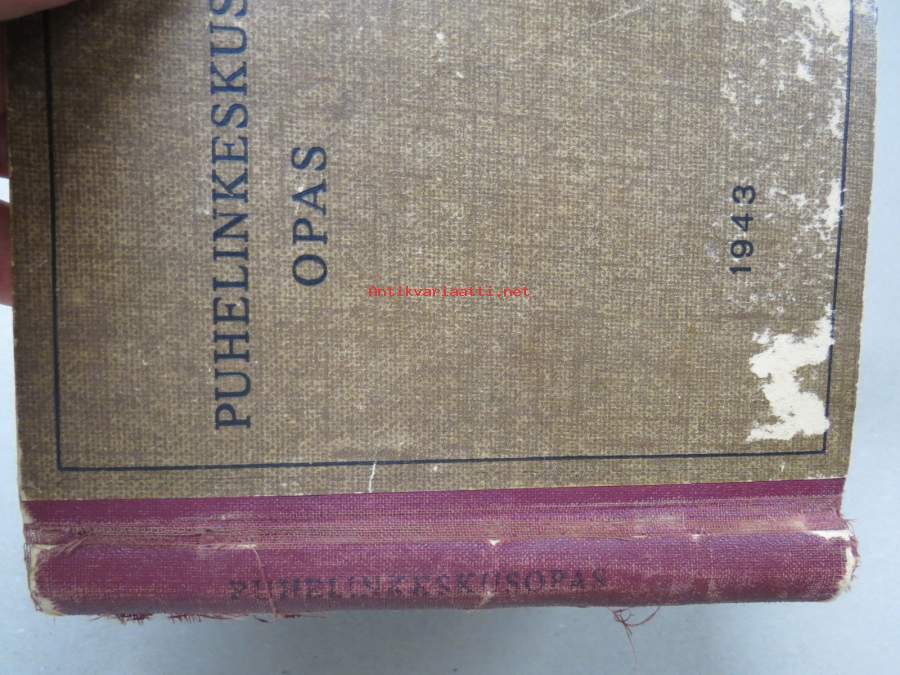 PUHELINKESKUS
OPAS
1943
Antikvariaatti.net
PUHELINKESKUSOPAS